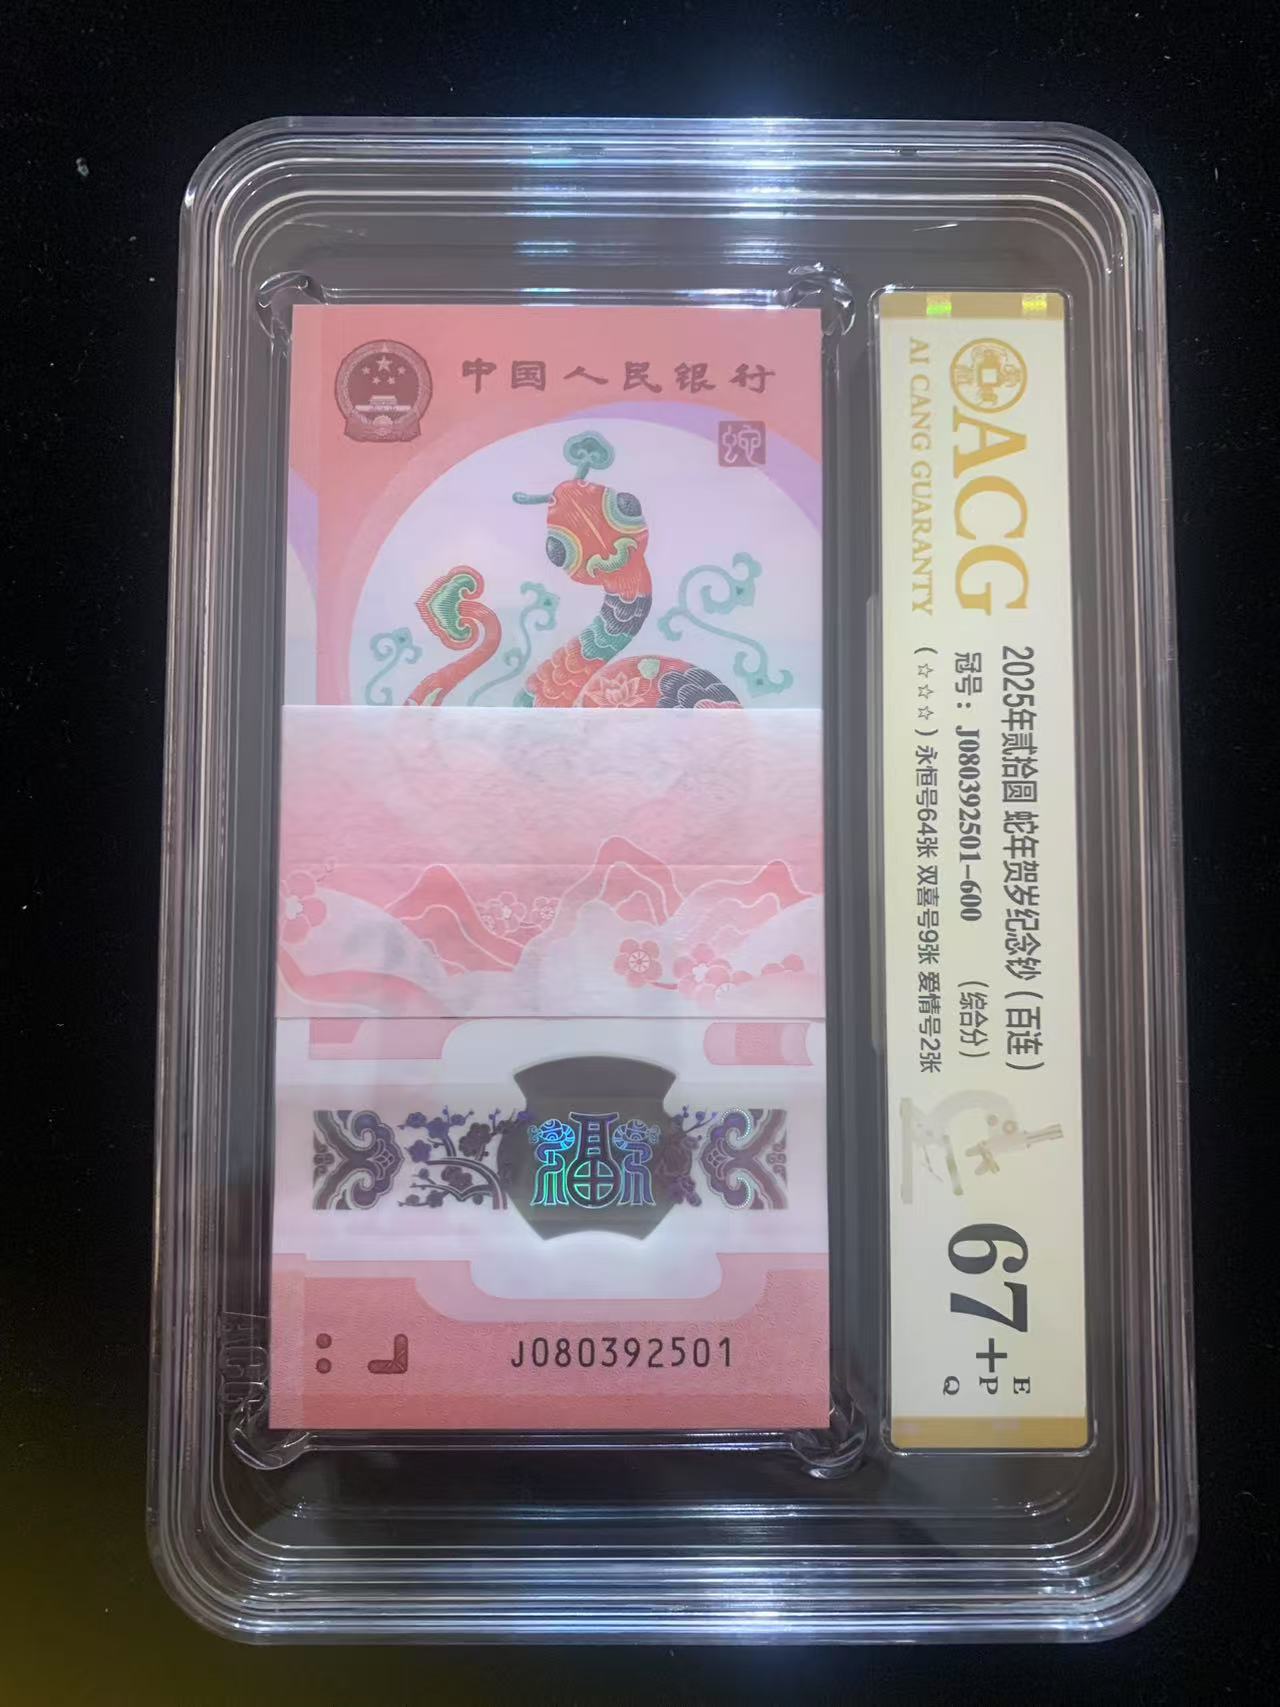 中国人民银行
J080392501
ACG
AI CANG GUARANTY
2025年贰拾圆 蛇年贺岁纪念钞（百连）
冠号：J080392501-600 （综合分）
（☆☆☆）永恒号64张 双喜号9张 爱情号2张
67+
E
P
Q